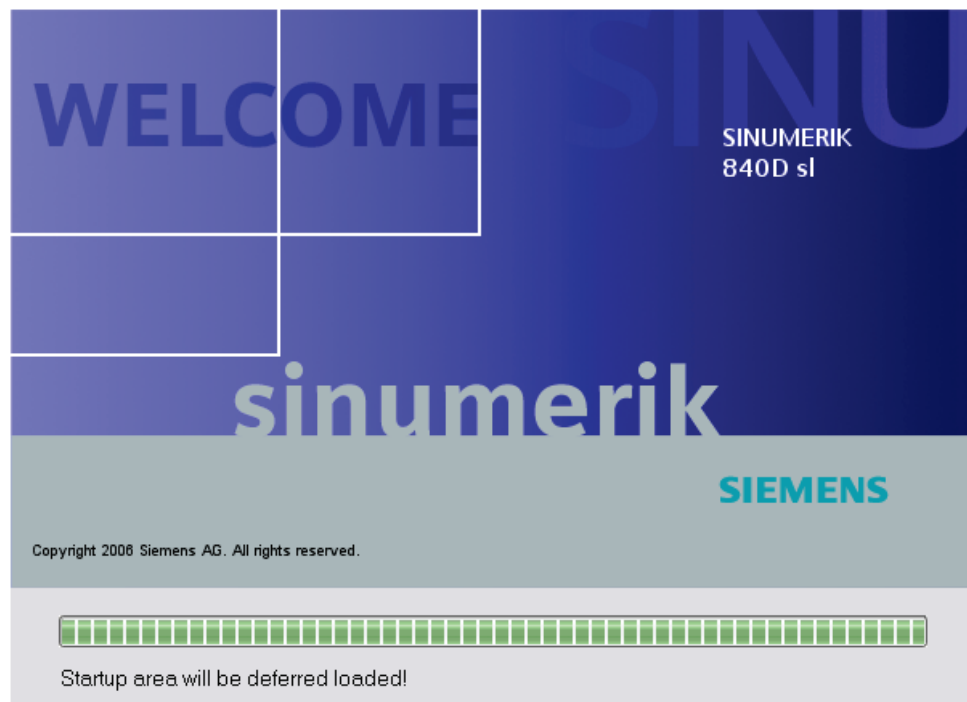 WELCOME
SINU
SINUMERIK
840D sl
sinumerik
SIEMENS
Copyright 2006 Siemens AG. All rights reserved.
Startup area will be deferred loaded!